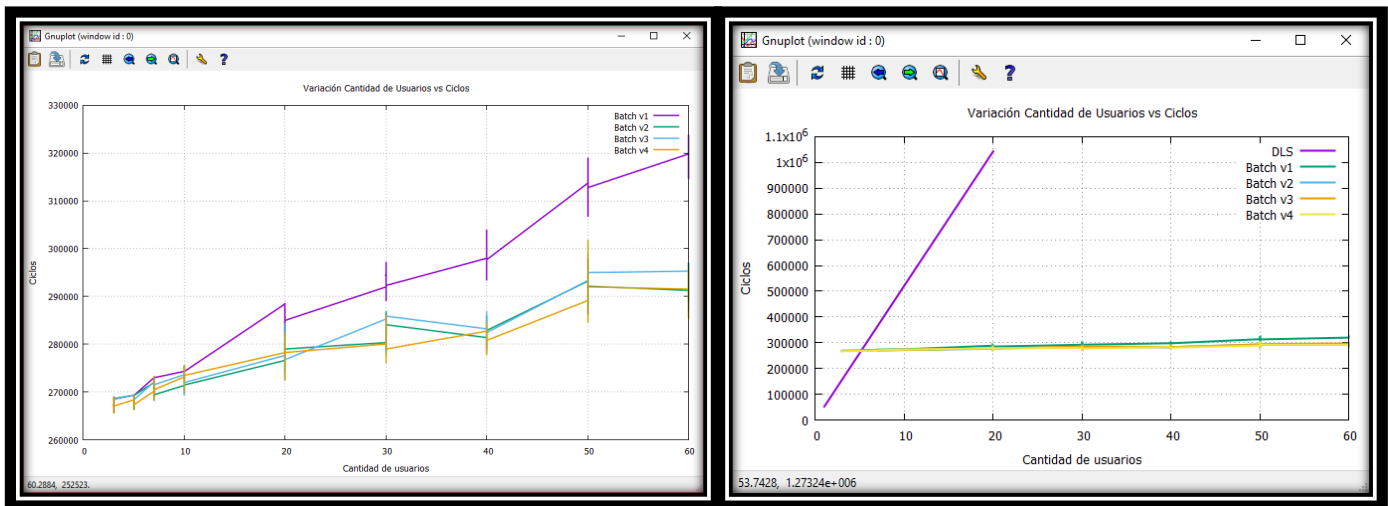 Gnuplot (window id : 0)
Variación Cantidad de Usuarios vs Ciclos
330000
320000
310000
300000
290000
280000
270000
260000
Ciclos
Batch v1
Batch v2
Batch v3
Batch v4
0 10 20 30 40 50 60
Cantidad de usuarios
60.2884, 252523.
Gnuplot (window id : 0)
Variación Cantidad de Usuarios vs Ciclos
1.1x10⁶
1x10⁶
900000
800000
700000
600000
500000
400000
300000
200000
100000
0
Ciclos
DLS
Batch v1
Batch v2
Batch v3
Batch v4
0 10 20 30 40 50 60
Cantidad de usuarios
53.7428, 1.27324e+006